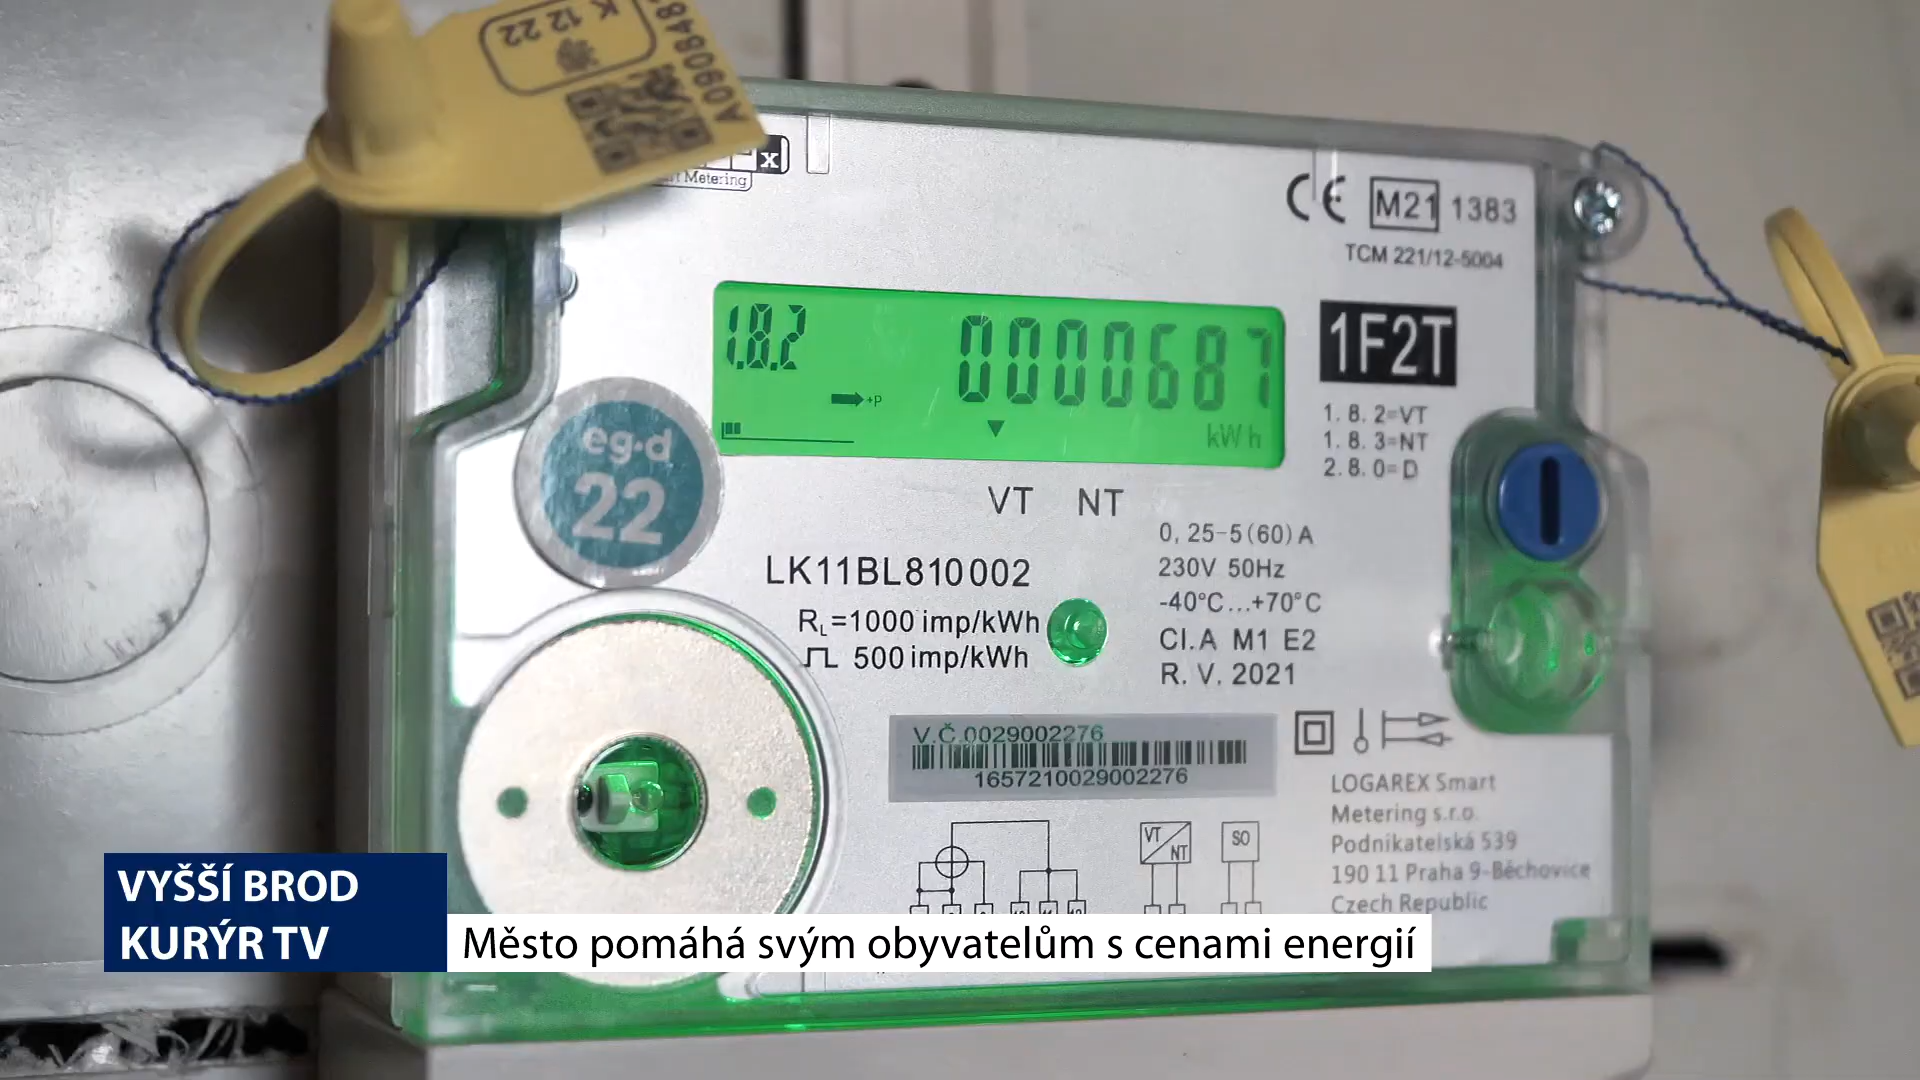 K 12 22
A090848
x
rt Metering
CE M21 1383
TCM 221/12-5004
1.8.2 0000687
+P
kWh
1F2T
1. 8. 2=VT
1. 8. 3=NT
2. 8. 0= D
eg·d
22
VT NT
0, 25-5(60) A
230V 50Hz
-40°C...+70°C
Cl.A M1 E2
R. V. 2021
LK11BL810002
RL=1000 imp/kWh
500 imp/kWh
V.Č.0029002276
1657210029002276
VT
NT
SO
LOGAREX Smart
Metering s.r.o.
Podnikatelská 539
190 11 Praha 9-Běchovice
Czech Republic
VYŠŠÍ BROD
KURÝR TV
Město pomáhá svým obyvatelům s cenami energií